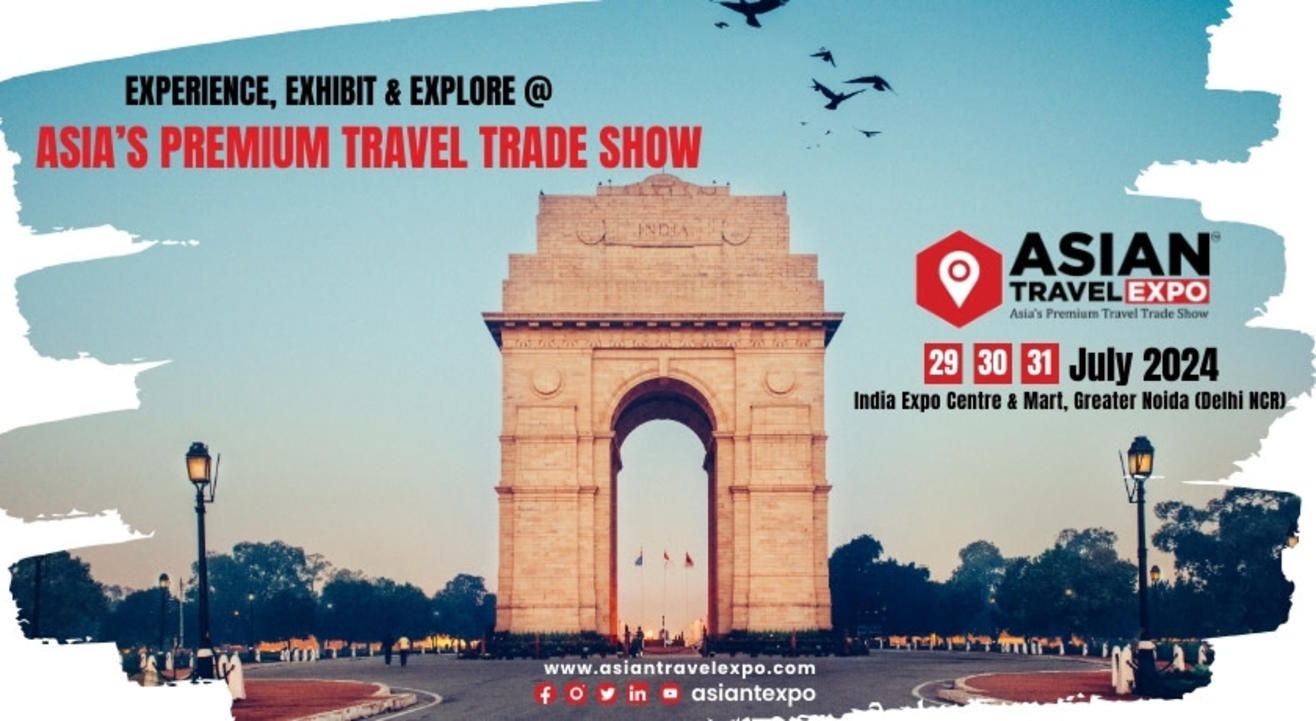 EXPERIENCE, EXHIBIT & EXPLORE @
ASIA'S PREMIUM TRAVEL TRADE SHOW
INDIA
ASIAN
TRAVEL EXPO
Asia's Premium Travel Trade Show
29 30 31 July 2024
India Expo Centre & Mart, Greater Noida (Delhi NCR)
www.asiantravelexpo.com
asiantexpo